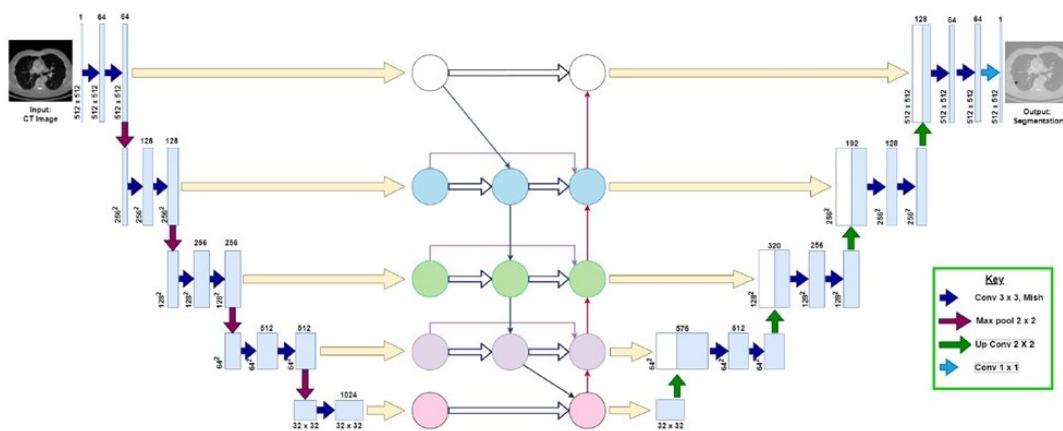 1 64 64
512 x 512 512 x 512 512 x 512
Input:
CT Image
128 64 64 1
512 x 512 512 x 512 512 x 512 512 x 512
Output:
Segmentation
128 128
256² 256² 256²
192 128
256² 256² 256²
256 256
128² 128² 128²
320 256
128² 128² 128²
512 512
64² 64² 64²
576 512
64² 64² 64²
1024
32 x 32 32 x 32
32 x 32
Key
Conv 3 x 3, Mish
Max pool 2 x 2
Up Conv 2 X 2
Conv 1 x 1